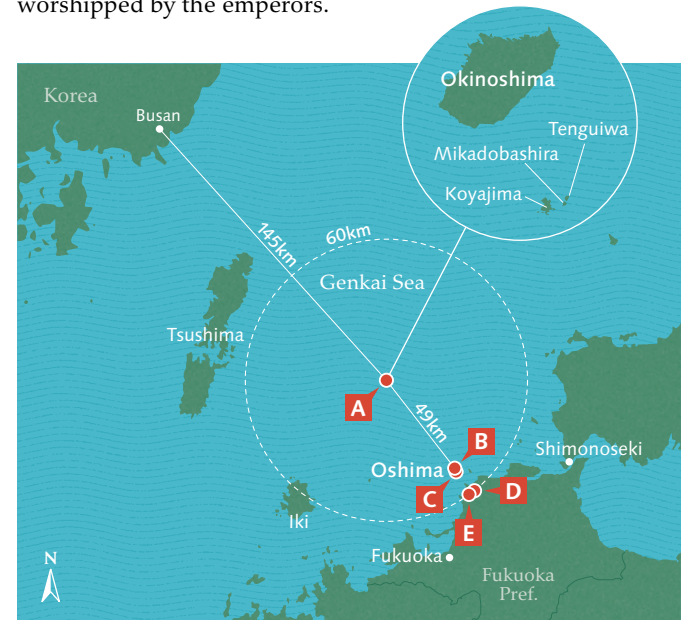 worshipped by the emperors.
Korea
Busan
Okinoshima
Tenguiwa
Mikadobashira
Koyajima
145km
60km
Genkai Sea
Tsushima
A
49km
B
Oshima
Shimonoseki
C
D
E
Iki
Fukuoka
Fukuoka
Pref.
N